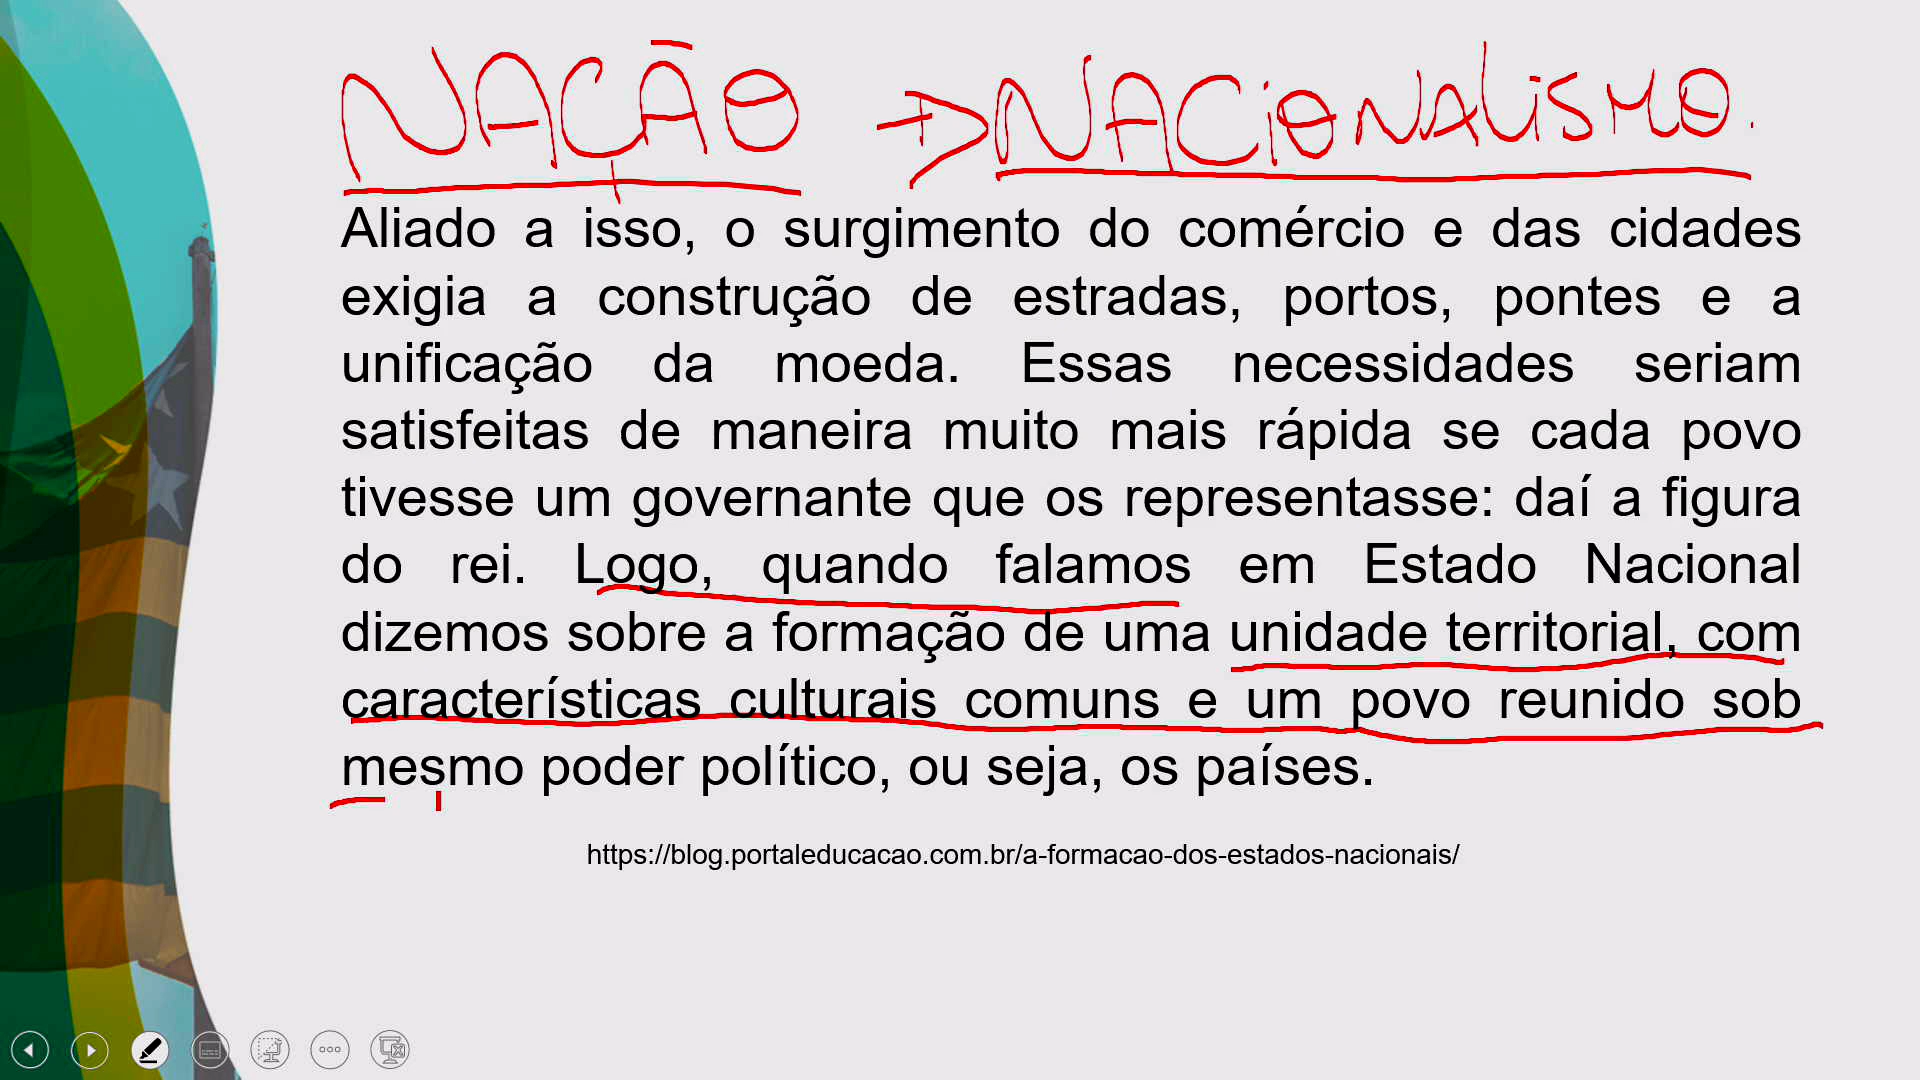 NAÇÃO → NACIONALISMO.
Aliado a isso, o surgimento do comércio e das cidades
exigia a construção de estradas, portos, pontes e a
unificação da moeda. Essas necessidades seriam
satisfeitas de maneira muito mais rápida se cada povo
tivesse um governante que os representasse: daí a figura
do rei. Logo, quando falamos em Estado Nacional
dizemos sobre a formação de uma unidade territorial, com
características culturais comuns e um povo reunido sob
mesmo poder político, ou seja, os países.
https://blog.portaleducacao.com.br/a-formacao-dos-estados-nacionais/